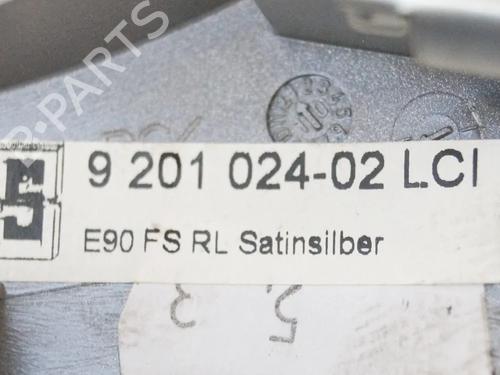 B-PARTS
9 201 024-02 LCI
E90 FS RL Satinsilber